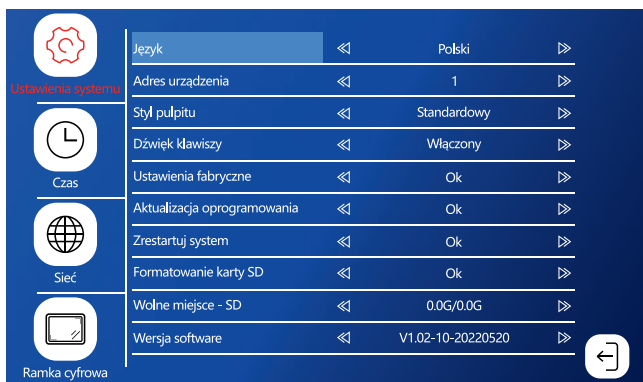 Ustawienia systemu
Czas
Sieć
Ramka cyfrowa
Język Polski
Adres urządzenia 1
Styl pulpitu Standardowy
Dźwięk klawiszy Włączony
Ustawienia fabryczne Ok
Aktualizacja oprogramowania Ok
Zrestartuj system Ok
Formatowanie karty SD Ok
Wolne miejsce - SD 0.0G/0.0G
Wersja software V1.02-10-20220520